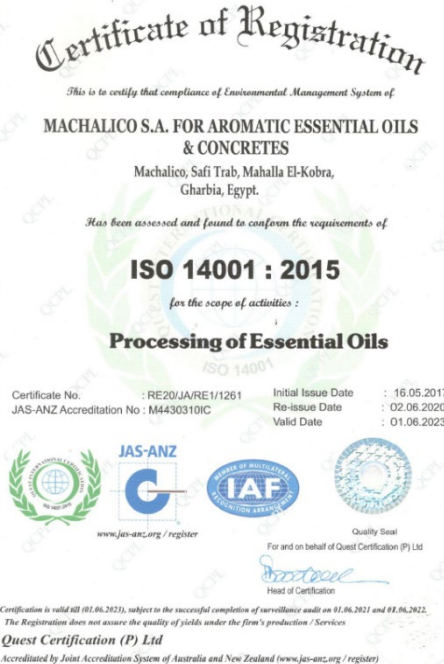 Certificate of Registration
This is to certify that compliance of Environmental Management System of
MACHALICO S.A. FOR AROMATIC ESSENTIAL OILS
& CONCRETES
Machalico, Safi Trab, Mahalla El-Kobra,
Gharbia, Egypt.
Has been assessed and found to conform the requirements of
ISO 14001 : 2015
for the scope of activities :
Processing of Essential Oils
ISO 14001
Certificate No. : RE20/JA/RE1/1261
JAS-ANZ Accreditation No : M4430310IC
Initial Issue Date : 16.05.2017
Re-issue Date : 02.06.2020
Valid Date : 01.06.2023
JAS-ANZ
www.jas-anz.org / register
MEMBER OF MULTILATERAL
IAF
RECOGNITION ARRANGEMENT
Quality Seal
For and on behalf of Quest Certification (P) Ltd
Head of Certification
Certification is valid till (01.06.2023), subject to the successful completion of surveillance audit on 01.06.2021 and 01.06.2022.
The Registration does not assure the quality of yields under the firm's production / Services
Quest Certification (P) Ltd
Accredited by Joint Accreditation System of Australia and New Zealand (www.jas-anz.org / register)